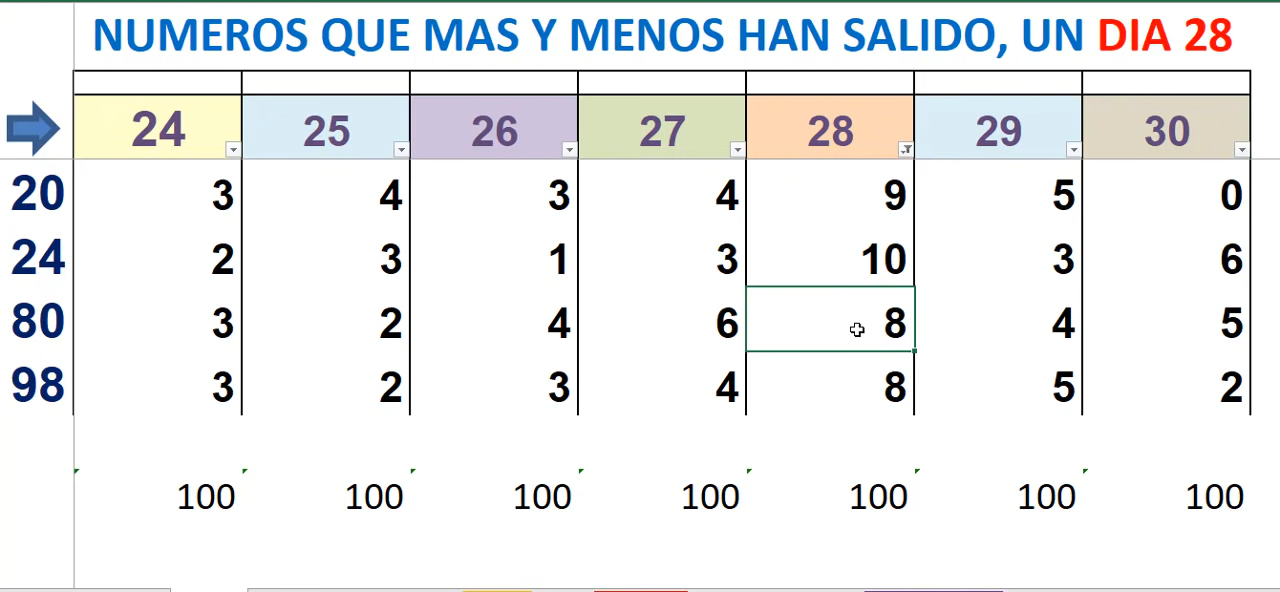 NUMEROS QUE MAS Y MENOS HAN SALIDO, UN DIA 28
24 25 26 27 28 29 30
20 3 4 3 4 9 5 0
24 2 3 1 3 10 3 6
80 3 2 4 6 8 4 5
98 3 2 3 4 8 5 2
100 100 100 100 100 100 100